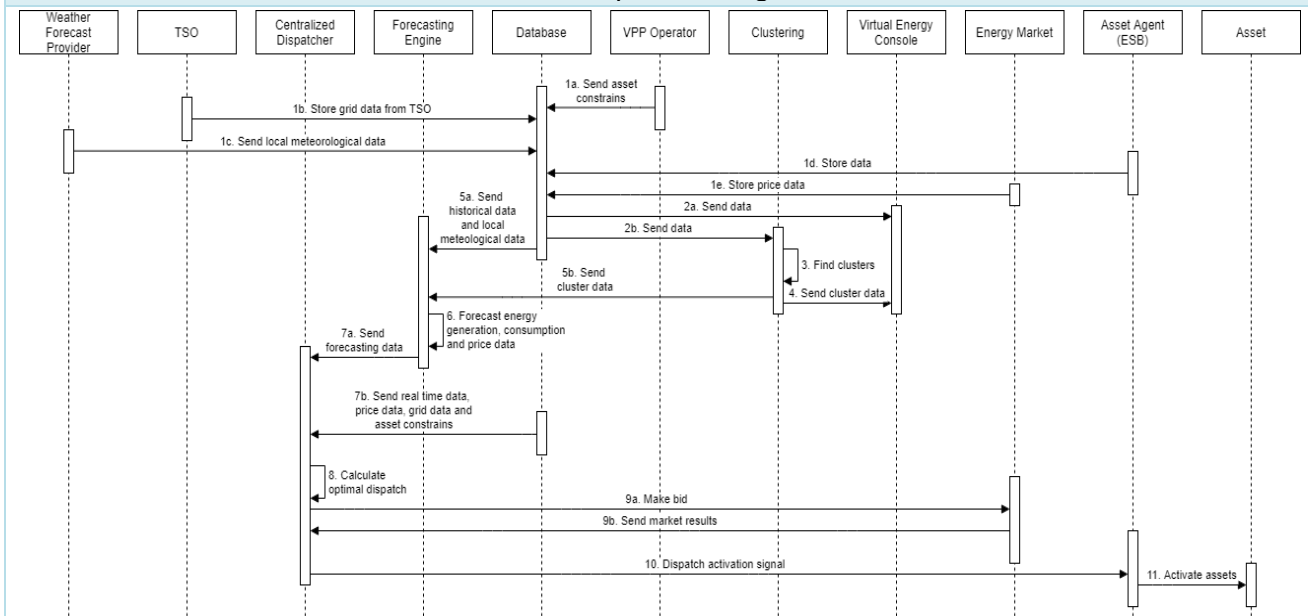 Weather
Forecast
Provider
TSO
Centralized
Dispatcher
Forecasting
Engine
Database
VPP Operator
Clustering
Virtual Energy
Console
Energy Market
Asset Agent
(ESB)
Asset
1a. Send asset
constrains
1b. Store grid data from TSO
1c. Send local meteorological data
1d. Store data
1e. Store price data
5a. Send
historical data
and local
meteological data
2a. Send data
2b. Send data
3. Find clusters
5b. Send
cluster data
4. Send cluster data
6. Forecast energy
generation, consumption
and price data
7a. Send
forecasting data
7b. Send real time data,
price data, grid data and
asset constrains
8. Calculate
optimal dispatch
9a. Make bid
9b. Send market results
10. Dispatch activation signal
11. Activate assets